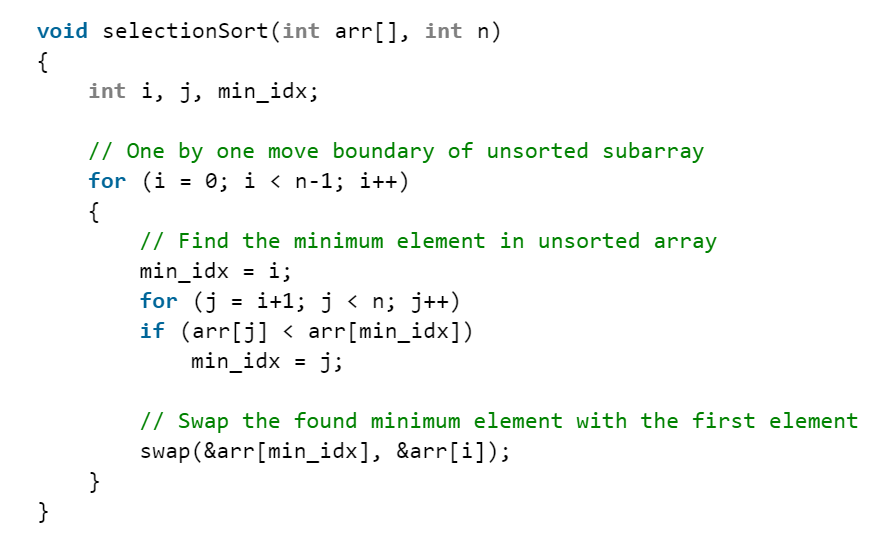 void selectionSort(int arr[], int n)
{
    int i, j, min_idx;

    // One by one move boundary of unsorted subarray
    for (i = 0; i < n-1; i++)
    {
        // Find the minimum element in unsorted array
        min_idx = i;
        for (j = i+1; j < n; j++)
        if (arr[j] < arr[min_idx])
            min_idx = j;

        // Swap the found minimum element with the first element
        swap(&arr[min_idx], &arr[i]);
    }
}